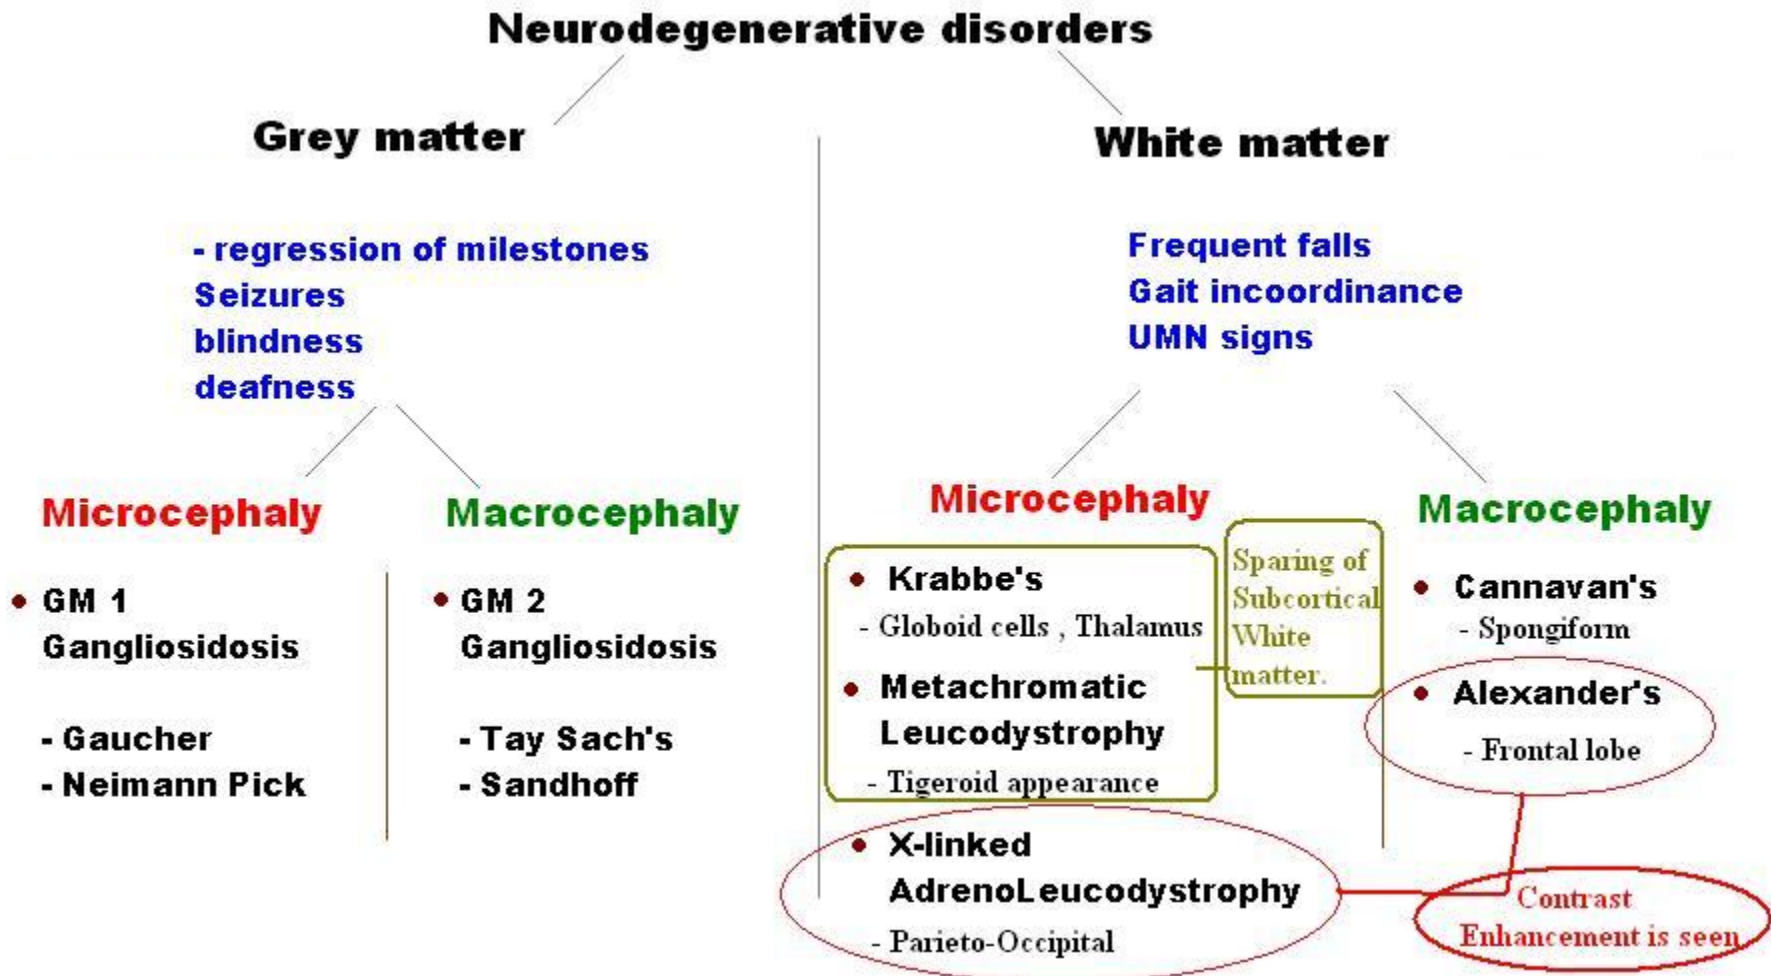 Neurodegenerative disorders
Grey matter
- regression of milestones
Seizures
blindness
deafness
Microcephaly
• GM 1
Gangliosidosis
- Gaucher
- Neimann Pick
Macrocephaly
• GM 2
Gangliosidosis
- Tay Sach's
- Sandhoff
White matter
Frequent falls
Gait incoordinance
UMN signs
Microcephaly
• Krabbe's
- Globoid cells , Thalamus
• Metachromatic
Leucodystrophy
- Tigeroid appearance
Sparing of
Subcortical
White
matter.
• X-linked
AdrenoLeucodystrophy
- Parieto-Occipital
Macrocephaly
• Cannavan's
- Spongiform
• Alexander's
- Frontal lobe
Contrast
Enhancement is seen